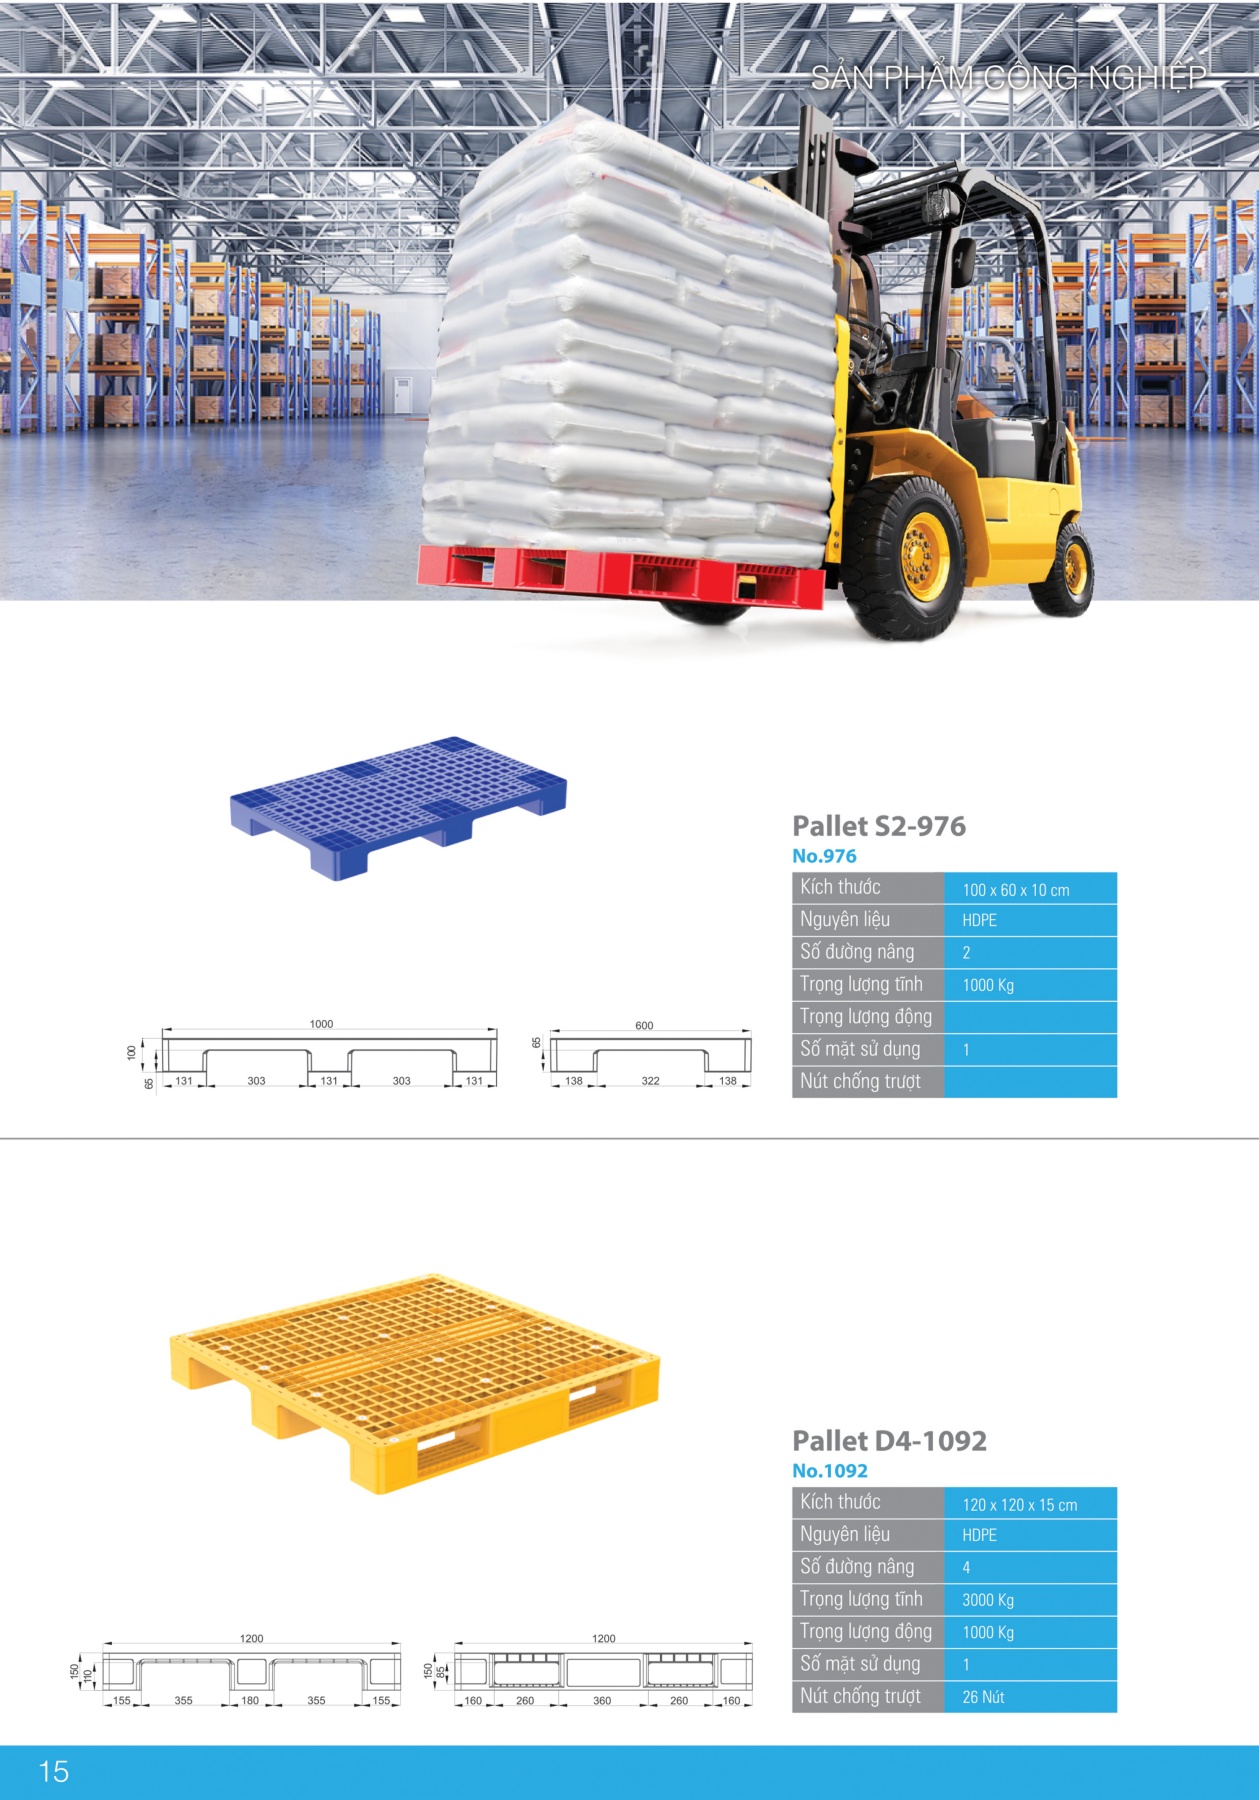 SẢN PHẨM CÔNG NGHIỆP
Pallet S2-976
No.976
Kích thước 100 x 60 x 10 cm
Nguyên liệu HDPE
Số đường nâng 2
Trọng lượng tĩnh 1000 Kg
Trọng lượng động
Số mặt sử dụng 1
Nút chống trượt
1000
100
65
131 303 131 303 131
600
65
138 322 138
Pallet D4-1092
No.1092
Kích thước 120 x 120 x 15 cm
Nguyên liệu HDPE
Số đường nâng 4
Trọng lượng tĩnh 3000 Kg
Trọng lượng động 1000 Kg
Số mặt sử dụng 1
Nút chống trượt 26 Nút
1200
150
110
155 355 180 355 155
1200
150
85
160 260 360 260 160
15